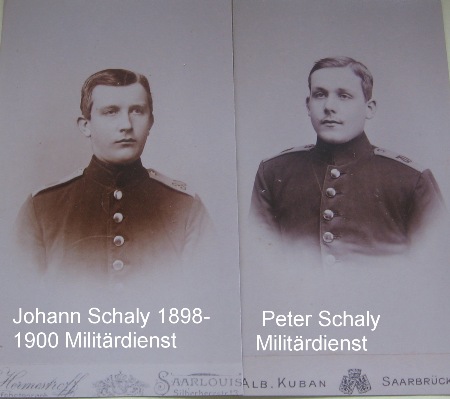 Johann Schaly 1898-
1900 Militärdienst
Peter Schaly
Militärdienst
SAARLOUIS
ALB. KUBAN SAARBRÜCK